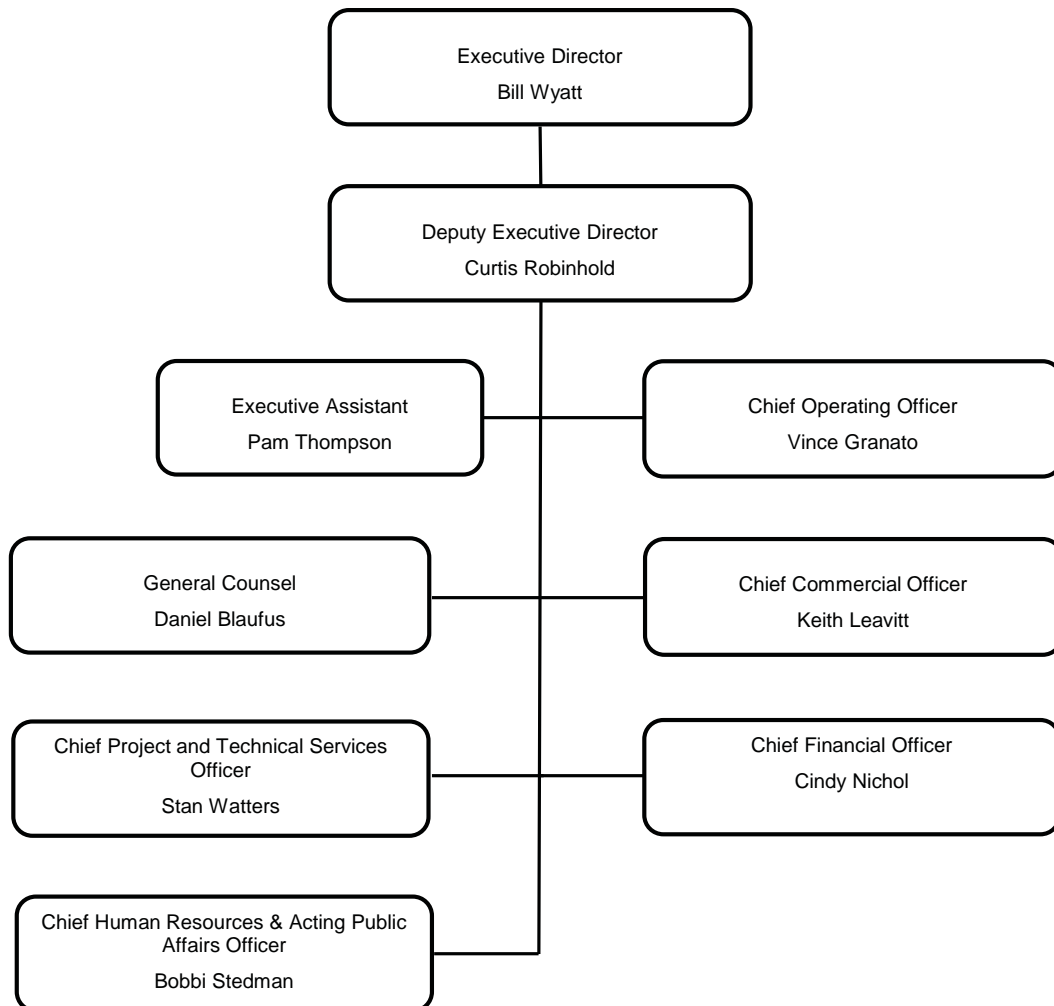 Executive Director
Bill Wyatt
Deputy Executive Director
Curtis Robinhold
Executive Assistant
Pam Thompson
Chief Operating Officer
Vince Granato
General Counsel
Daniel Blaufus
Chief Commercial Officer
Keith Leavitt
Chief Project and Technical Services
Officer
Stan Watters
Chief Financial Officer
Cindy Nichol
Chief Human Resources & Acting Public
Affairs Officer
Bobbi Stedman